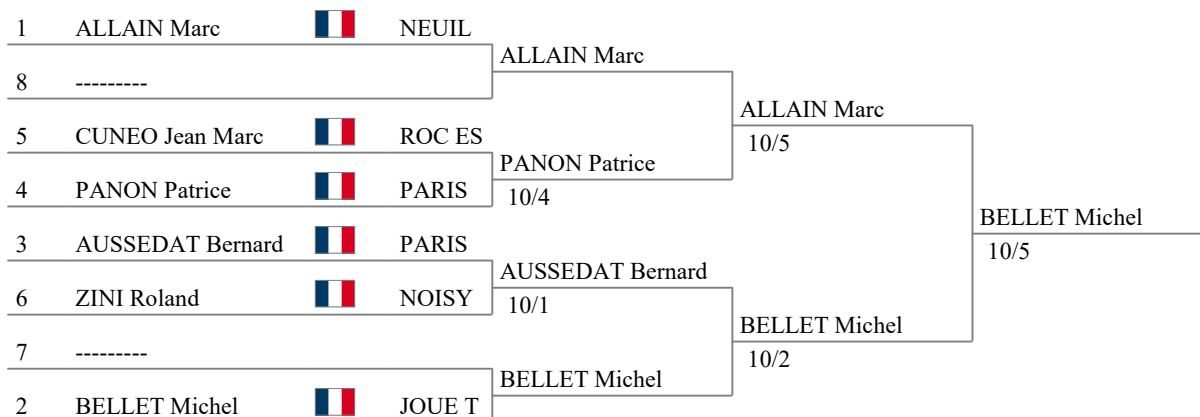 1 ALLAIN Marc NEUIL
8 ---------
5 CUNEO Jean Marc ROC ES
4 PANON Patrice PARIS
3 AUSSEDAT Bernard PARIS
6 ZINI Roland NOISY
7 ---------
2 BELLET Michel JOUE T
ALLAIN Marc
PANON Patrice
10/4
AUSSEDAT Bernard
10/1
BELLET Michel
ALLAIN Marc
10/5
BELLET Michel
10/2
BELLET Michel
10/5